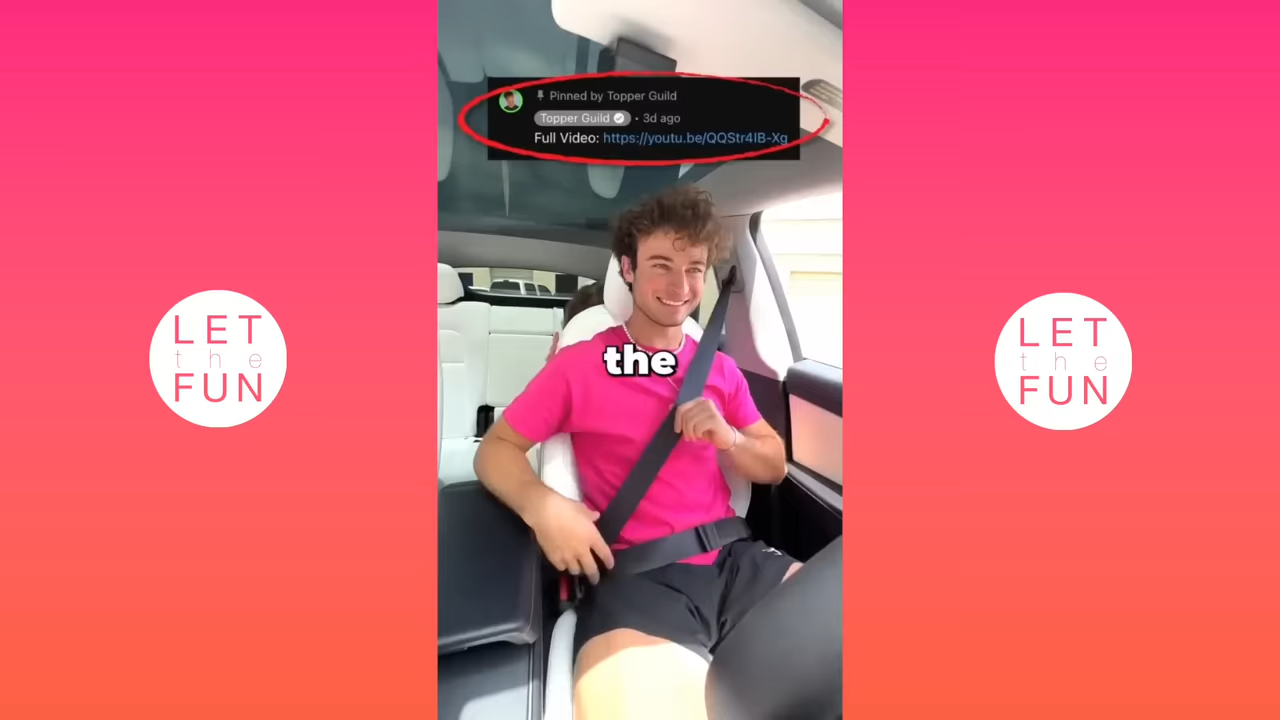 Pinned by Topper Guild
Topper Guild • 3d ago
Full Video: https://youtu.be/QQStr4IB-Xg
LET
the
FUN
the
LET
the
FUN